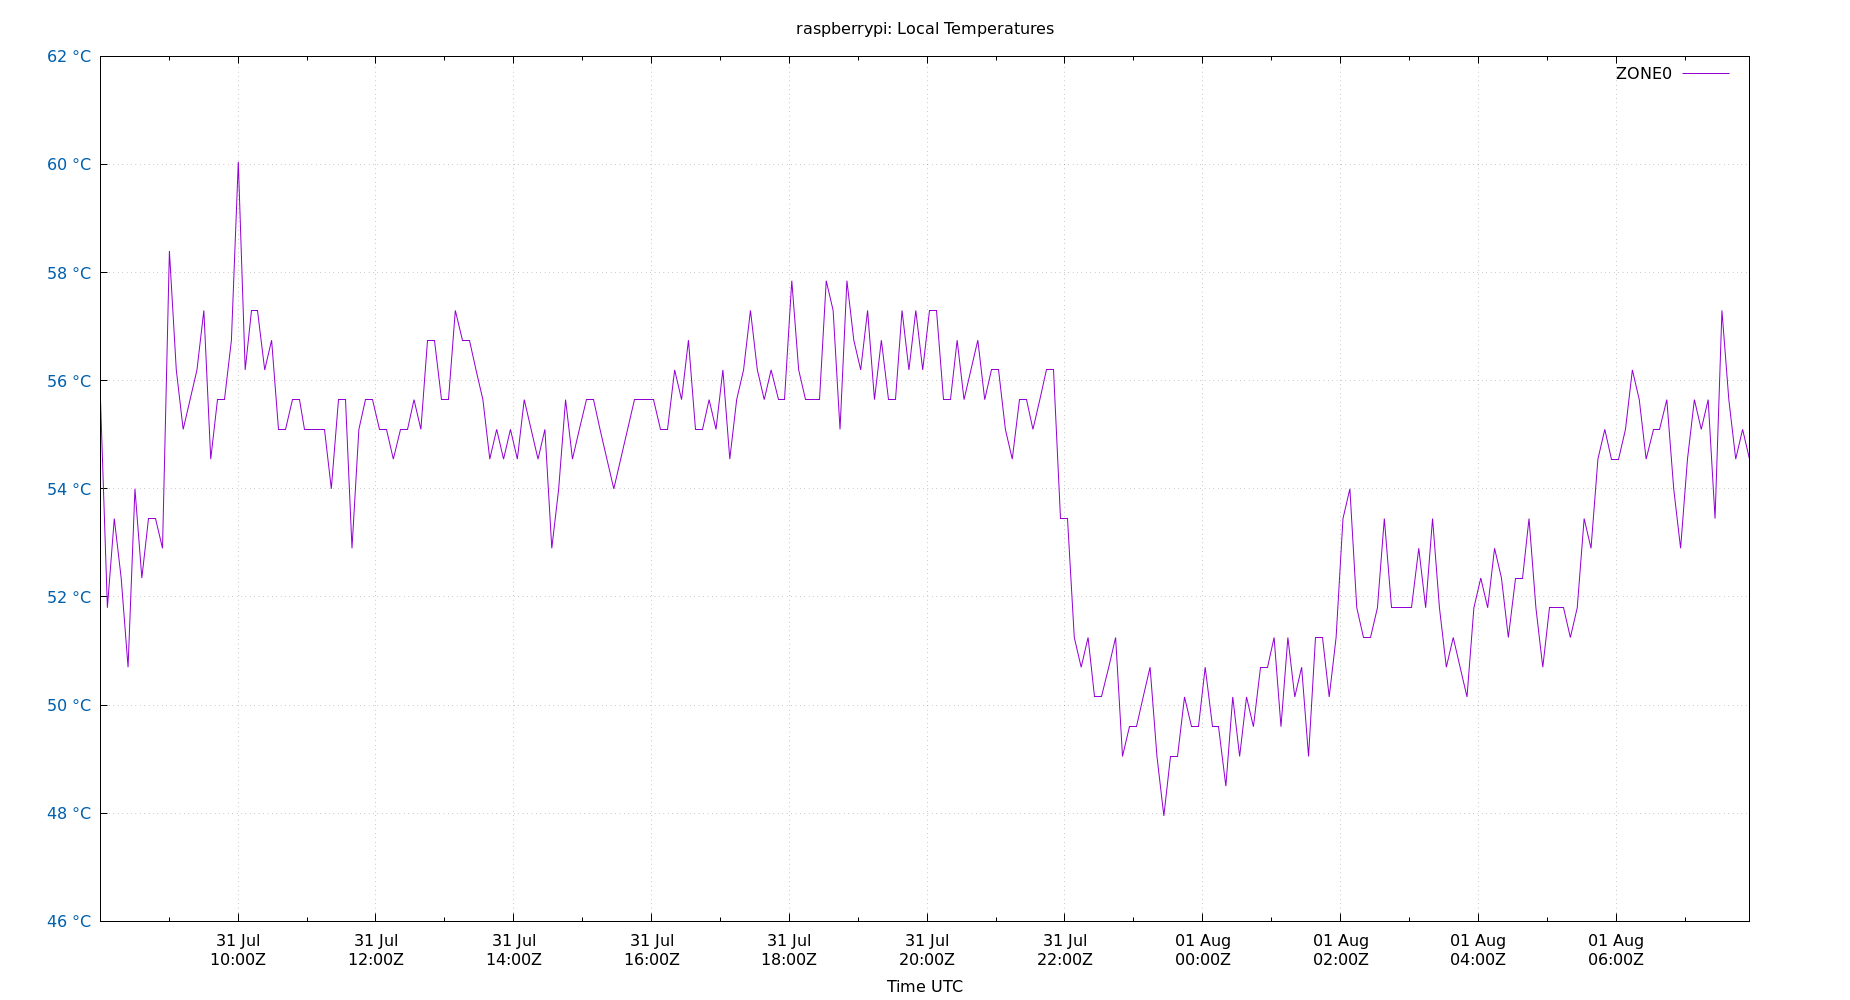 raspberrypi: Local Temperatures
62 °C
ZONE0
60 °C
58 °C
56 °C
54 °C
52 °C
50 °C
48 °C
46 °C
31 Jul 31 Jul 31 Jul 31 Jul 31 Jul 31 Jul 31 Jul 01 Aug 01 Aug 01 Aug 01 Aug
10:00Z 12:00Z 14:00Z 16:00Z 18:00Z 20:00Z 22:00Z 00:00Z 02:00Z 04:00Z 06:00Z
Time UTC